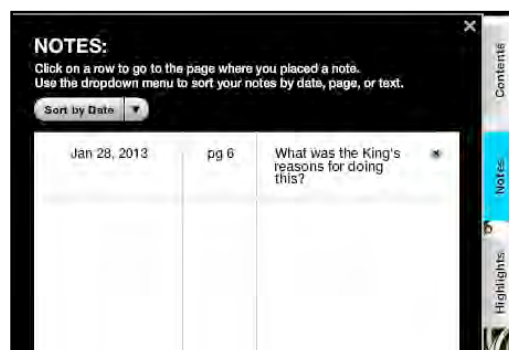 NOTES:
Click on a row to go to the page where you placed a note.
Use the dropdown menu to sort your notes by date, page, or text.
Sort by Date
Jan 28, 2013 pg 6 What was the King's
reasons for doing
this?
Contents
Notes
Highlights